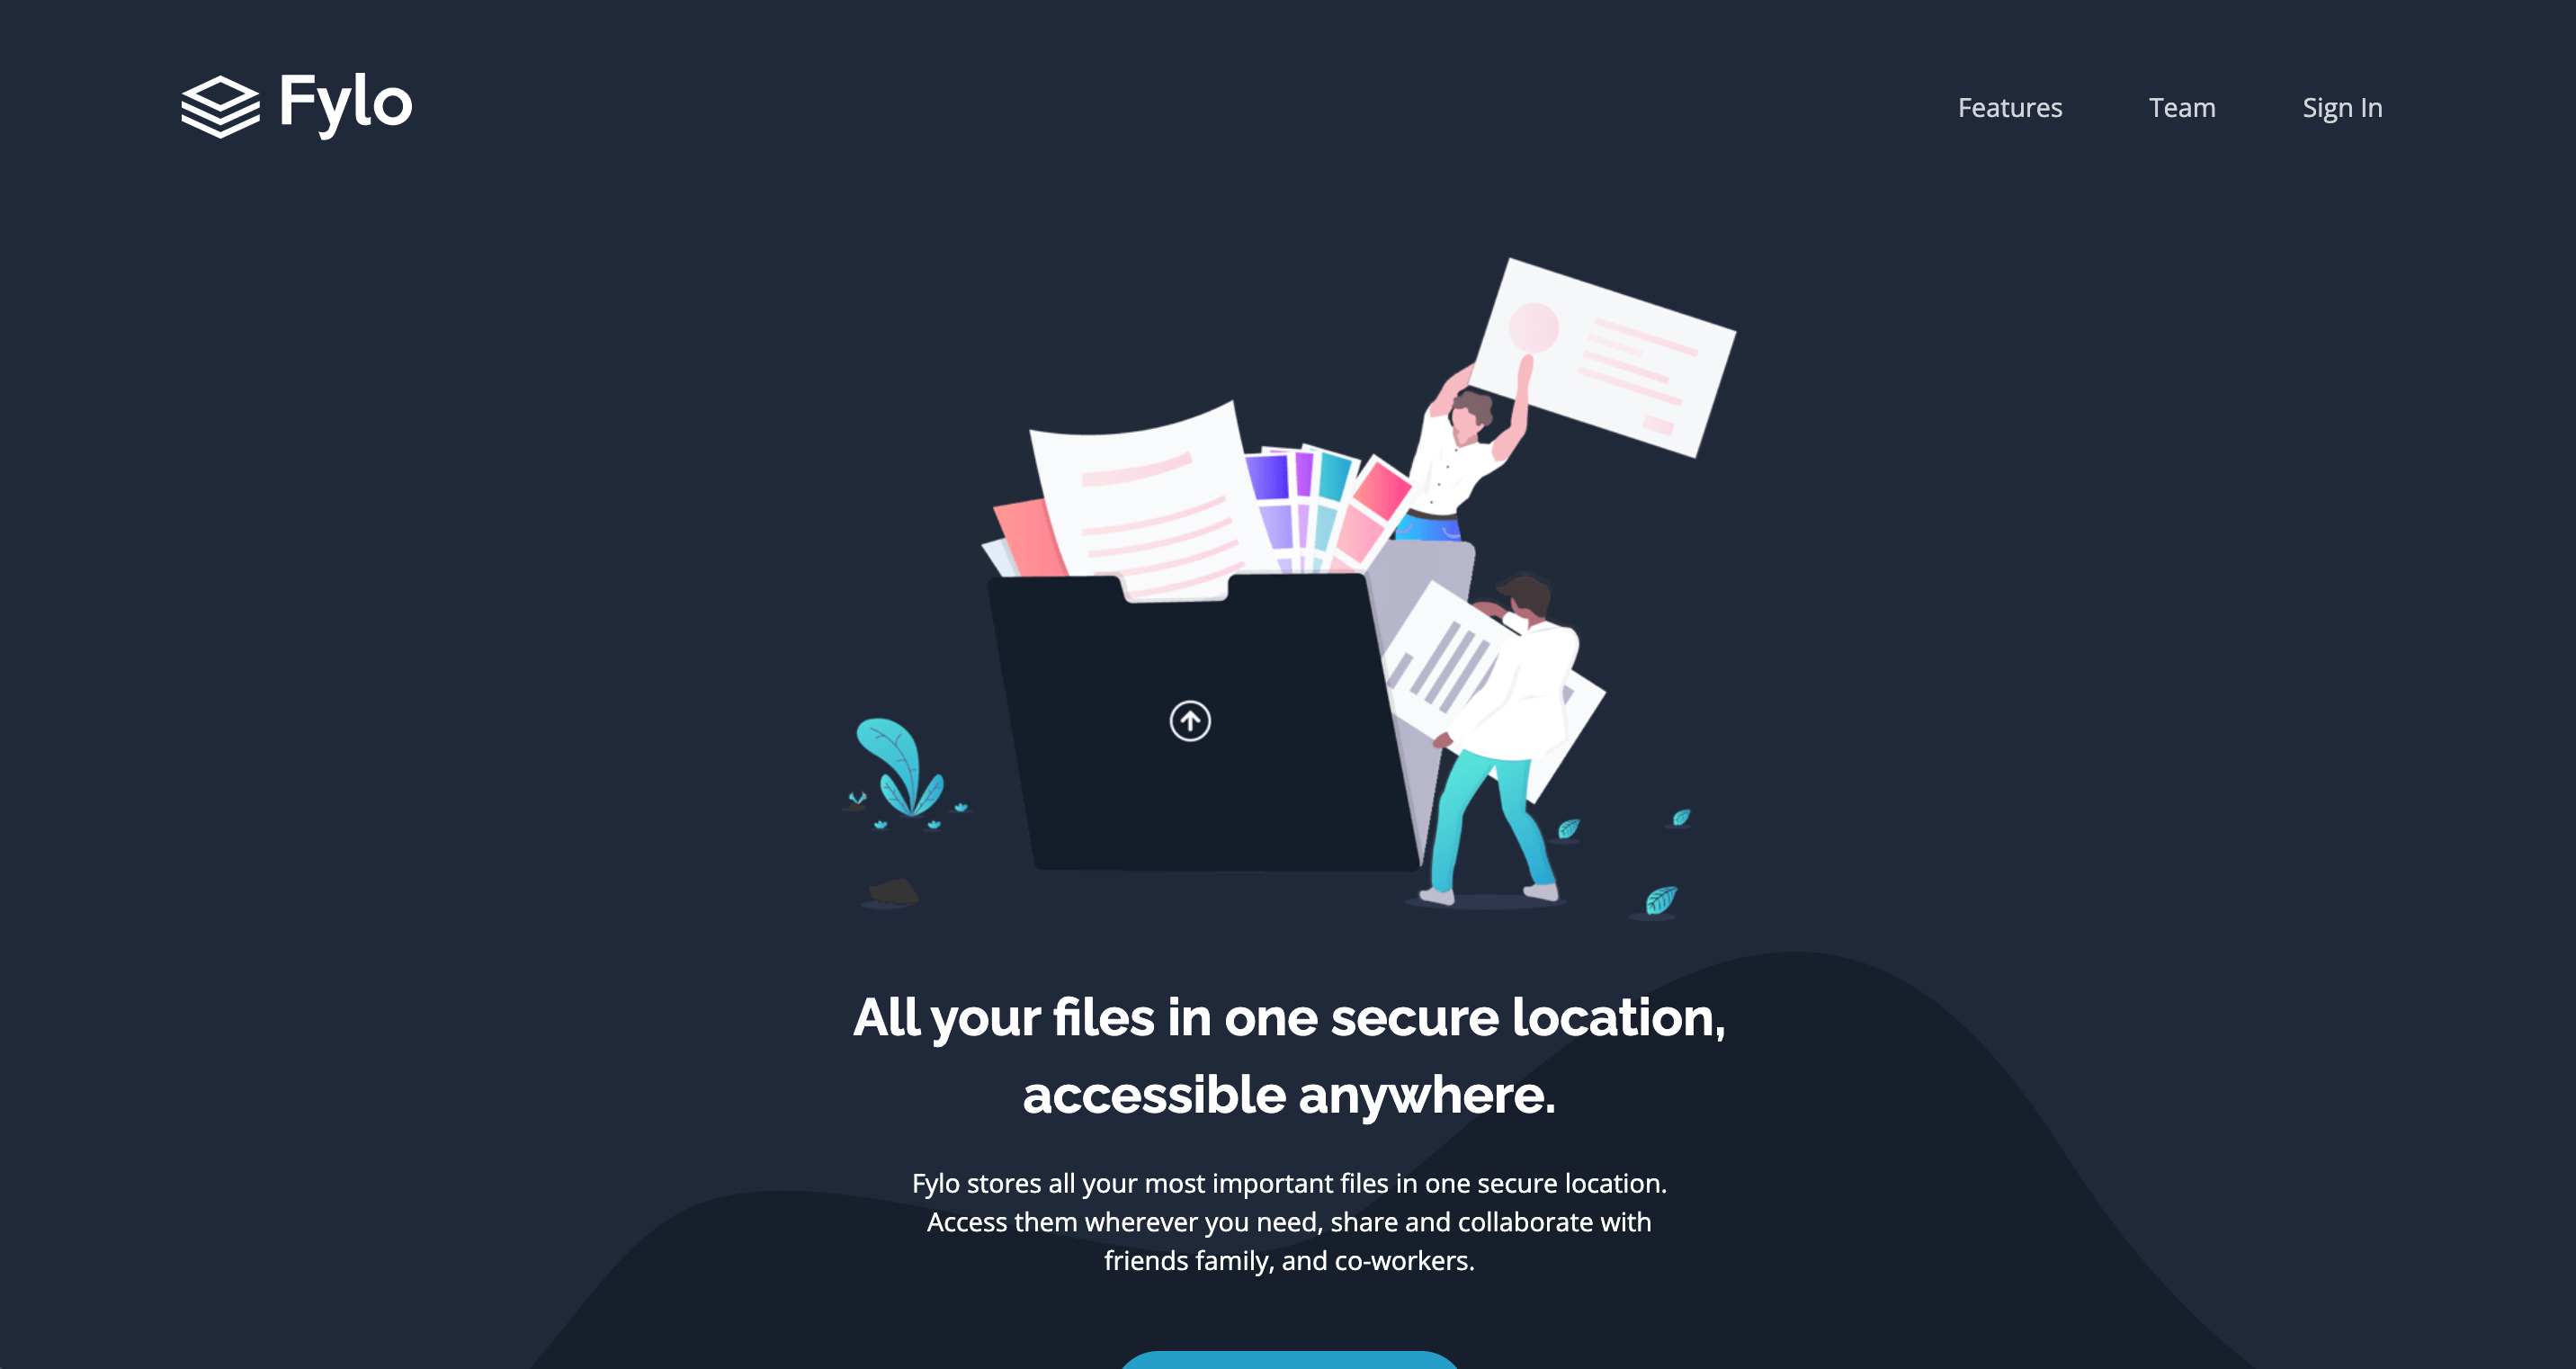 Fylo
Features
Team
Sign In
All your files in one secure location,
accessible anywhere.
Fylo stores all your most important files in one secure location.
Access them wherever you need, share and collaborate with
friends family, and co-workers.